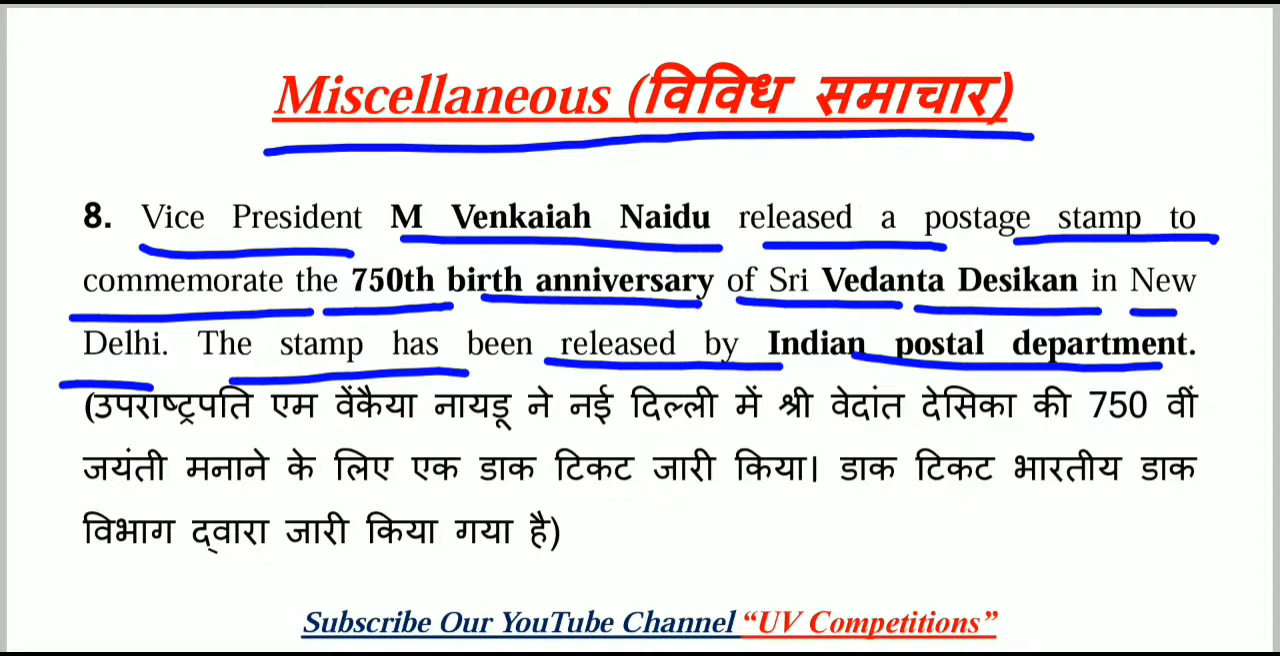 Miscellaneous (विविध समाचार)
8. Vice President M Venkaiah Naidu released a postage stamp to
commemorate the 750th birth anniversary of Sri Vedanta Desikan in New
Delhi. The stamp has been released by Indian postal department.
(उपराष्ट्रपति एम वेंकैया नायडू ने नई दिल्ली में श्री वेदांत देसिका की 750 वीं
जयंती मनाने के लिए एक डाक टिकट जारी किया। डाक टिकट भारतीय डाक
विभाग द्वारा जारी किया गया है)
Subscribe Our YouTube Channel “UV Competitions”